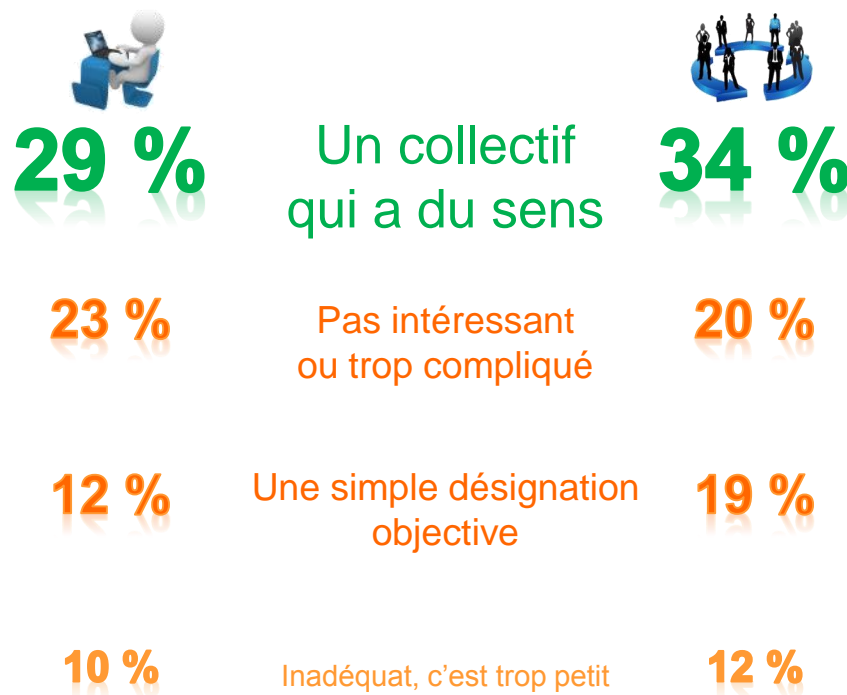 29 %
Un collectif
qui a du sens
34 %
23 %
Pas intéressant
ou trop compliqué
20 %
12 %
Une simple désignation
objective
19 %
10 %
Inadéquat, c'est trop petit
12 %